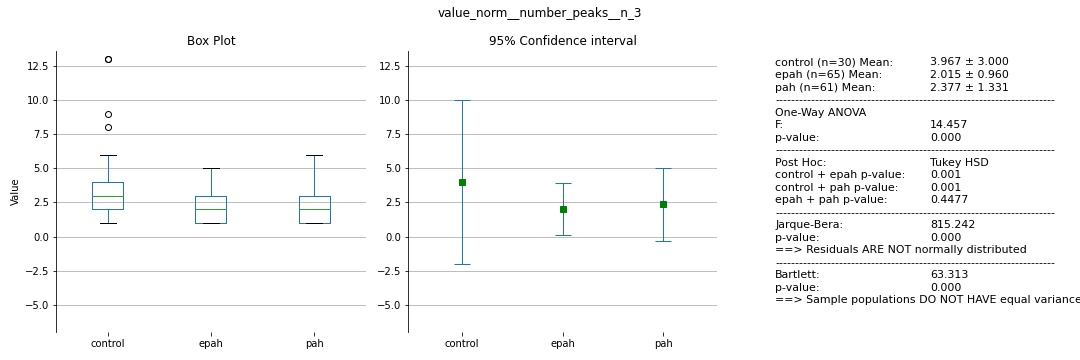 value_norm__number_peaks__n_3
Box Plot
Value
12.5
10.0
7.5
5.0
2.5
0.0
−2.5
−5.0
control epah pah
95% Confidence interval
12.5
10.0
7.5
5.0
2.5
0.0
−2.5
−5.0
control epah pah
control (n=30) Mean: 3.967 ± 3.000
epah (n=65) Mean: 2.015 ± 0.960
pah (n=61) Mean: 2.377 ± 1.331
One-Way ANOVA
F: 14.457
p-value: 0.000
Post Hoc: Tukey HSD
control + epah p-value: 0.001
control + pah p-value: 0.001
epah + pah p-value: 0.4477
Jarque-Bera: 815.242
p-value: 0.000
==> Residuals ARE NOT normally distributed
Bartlett: 63.313
p-value: 0.000
==> Sample populations DO NOT HAVE equal variance